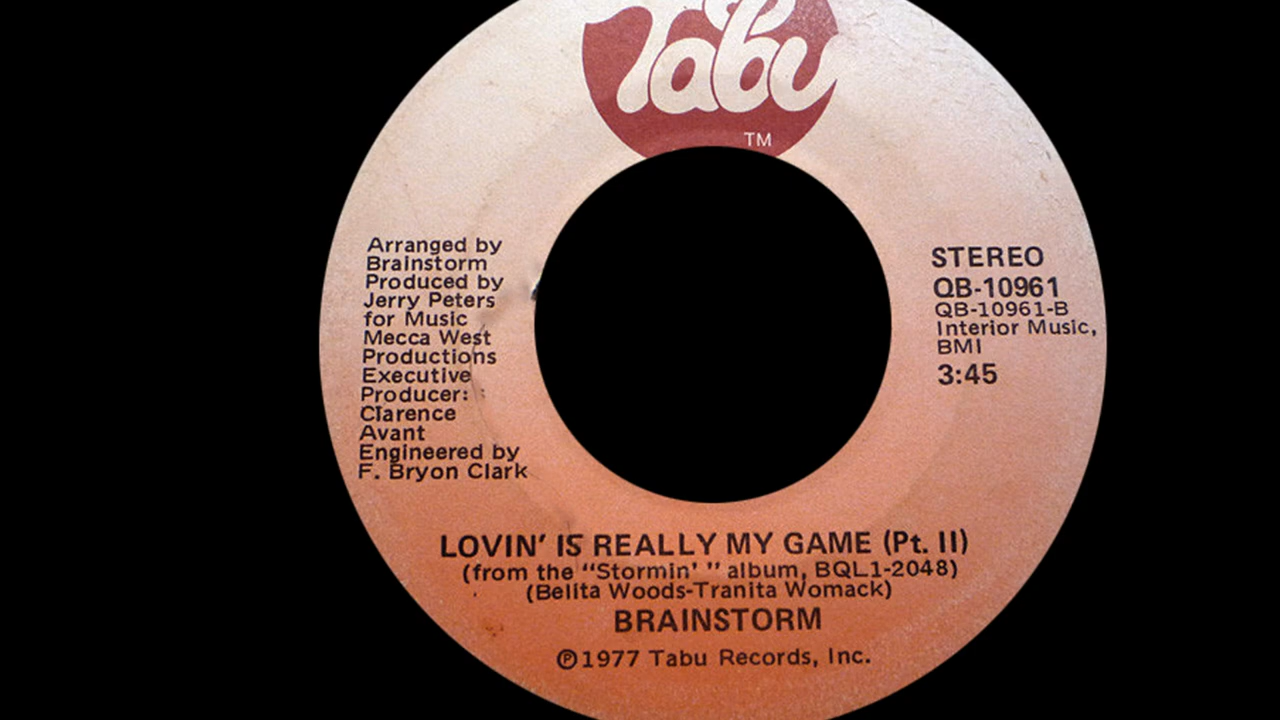 Tabu
TM
Arranged by
Brainstorm
Produced by
Jerry Peters
for Music
Mecca West
Productions
Executive
Producer:
Clarence
Avant
Engineered by
F. Bryon Clark
STEREO
QB-10961
QB-10961-B
Interior Music,
BMI
3:45
LOVIN' IS REALLY MY GAME (Pt. II)
(from the “Stormin' ” album, BQL1-2048)
(Belita Woods-Tranita Womack)
BRAINSTORM
Ⓟ1977 Tabu Records, Inc.